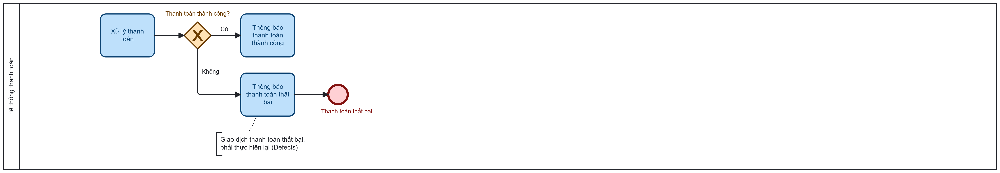 Hệ thống thanh toán
Xử lý thanh
toán
Thanh toán thành công?
X
Có
Thông báo
thanh toán
thành công
Không
Thông báo
thanh toán thất
bại
Thanh toán thất bại
Giao dịch thanh toán thất bại,
phải thực hiện lại (Defects)